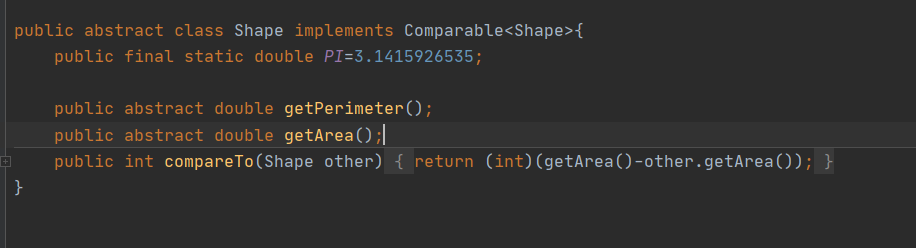 public abstract class Shape implements Comparable<Shape>{
public final static double PI=3.1415926535;
public abstract double getPerimeter();
public abstract double getArea();
public int compareTo(Shape other) { return (int)(getArea()-other.getArea()); }
}